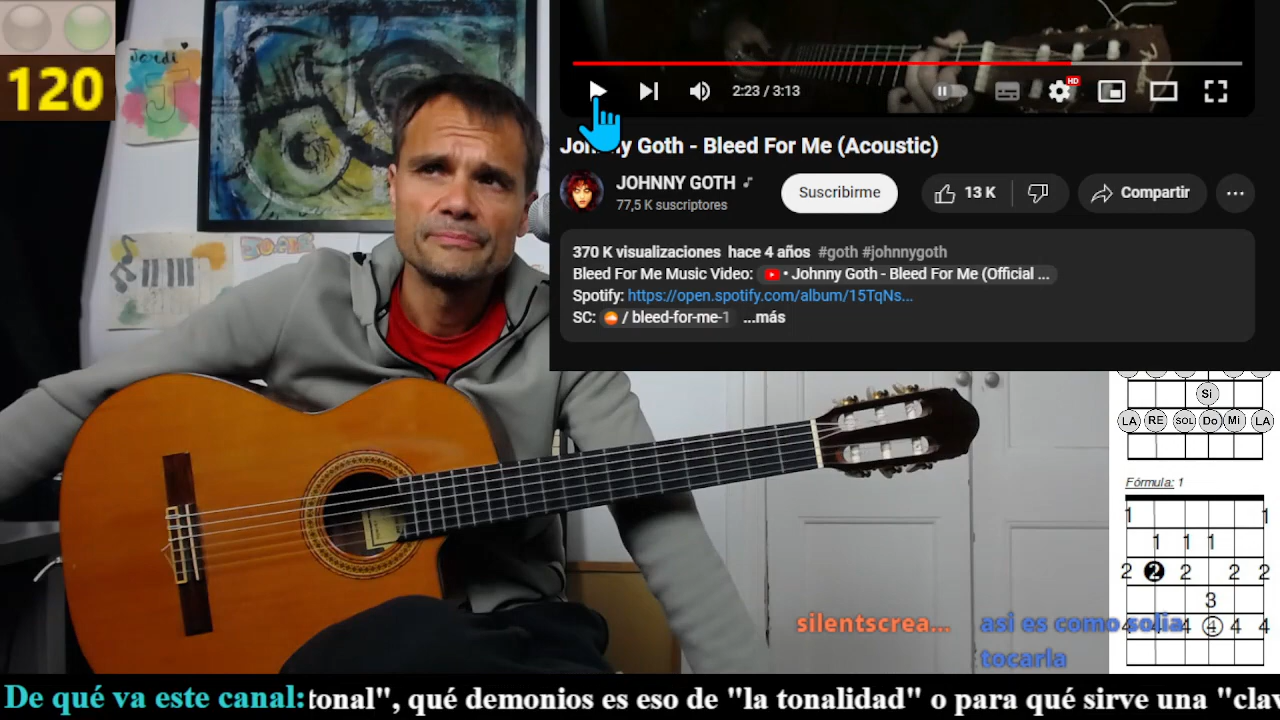 Jardi
J
120
2:23 / 3:13
HD
Johnny Goth - Bleed For Me (Acoustic)
JOHNNY GOTH
77,5 K suscriptores
Suscribirme
13 K
Compartir
370 K visualizaciones hace 4 años #goth #johnnygoth
Bleed For Me Music Video: • Johnny Goth - Bleed For Me (Official ...
Spotify: https://open.spotify.com/album/15TqNs...
SC: / bleed-for-me-1 ...más
Si
LA RE SOL Do Mi LA
Fórmula: 1
1 1
1 1 1
2 2 2 2 2
3
4 4 4 4 4 4
silentscrea... asi es como solia
tocarla
De qué va este canal: tonal", qué demonios es eso de "la tonalidad" o para qué sirve una "clav